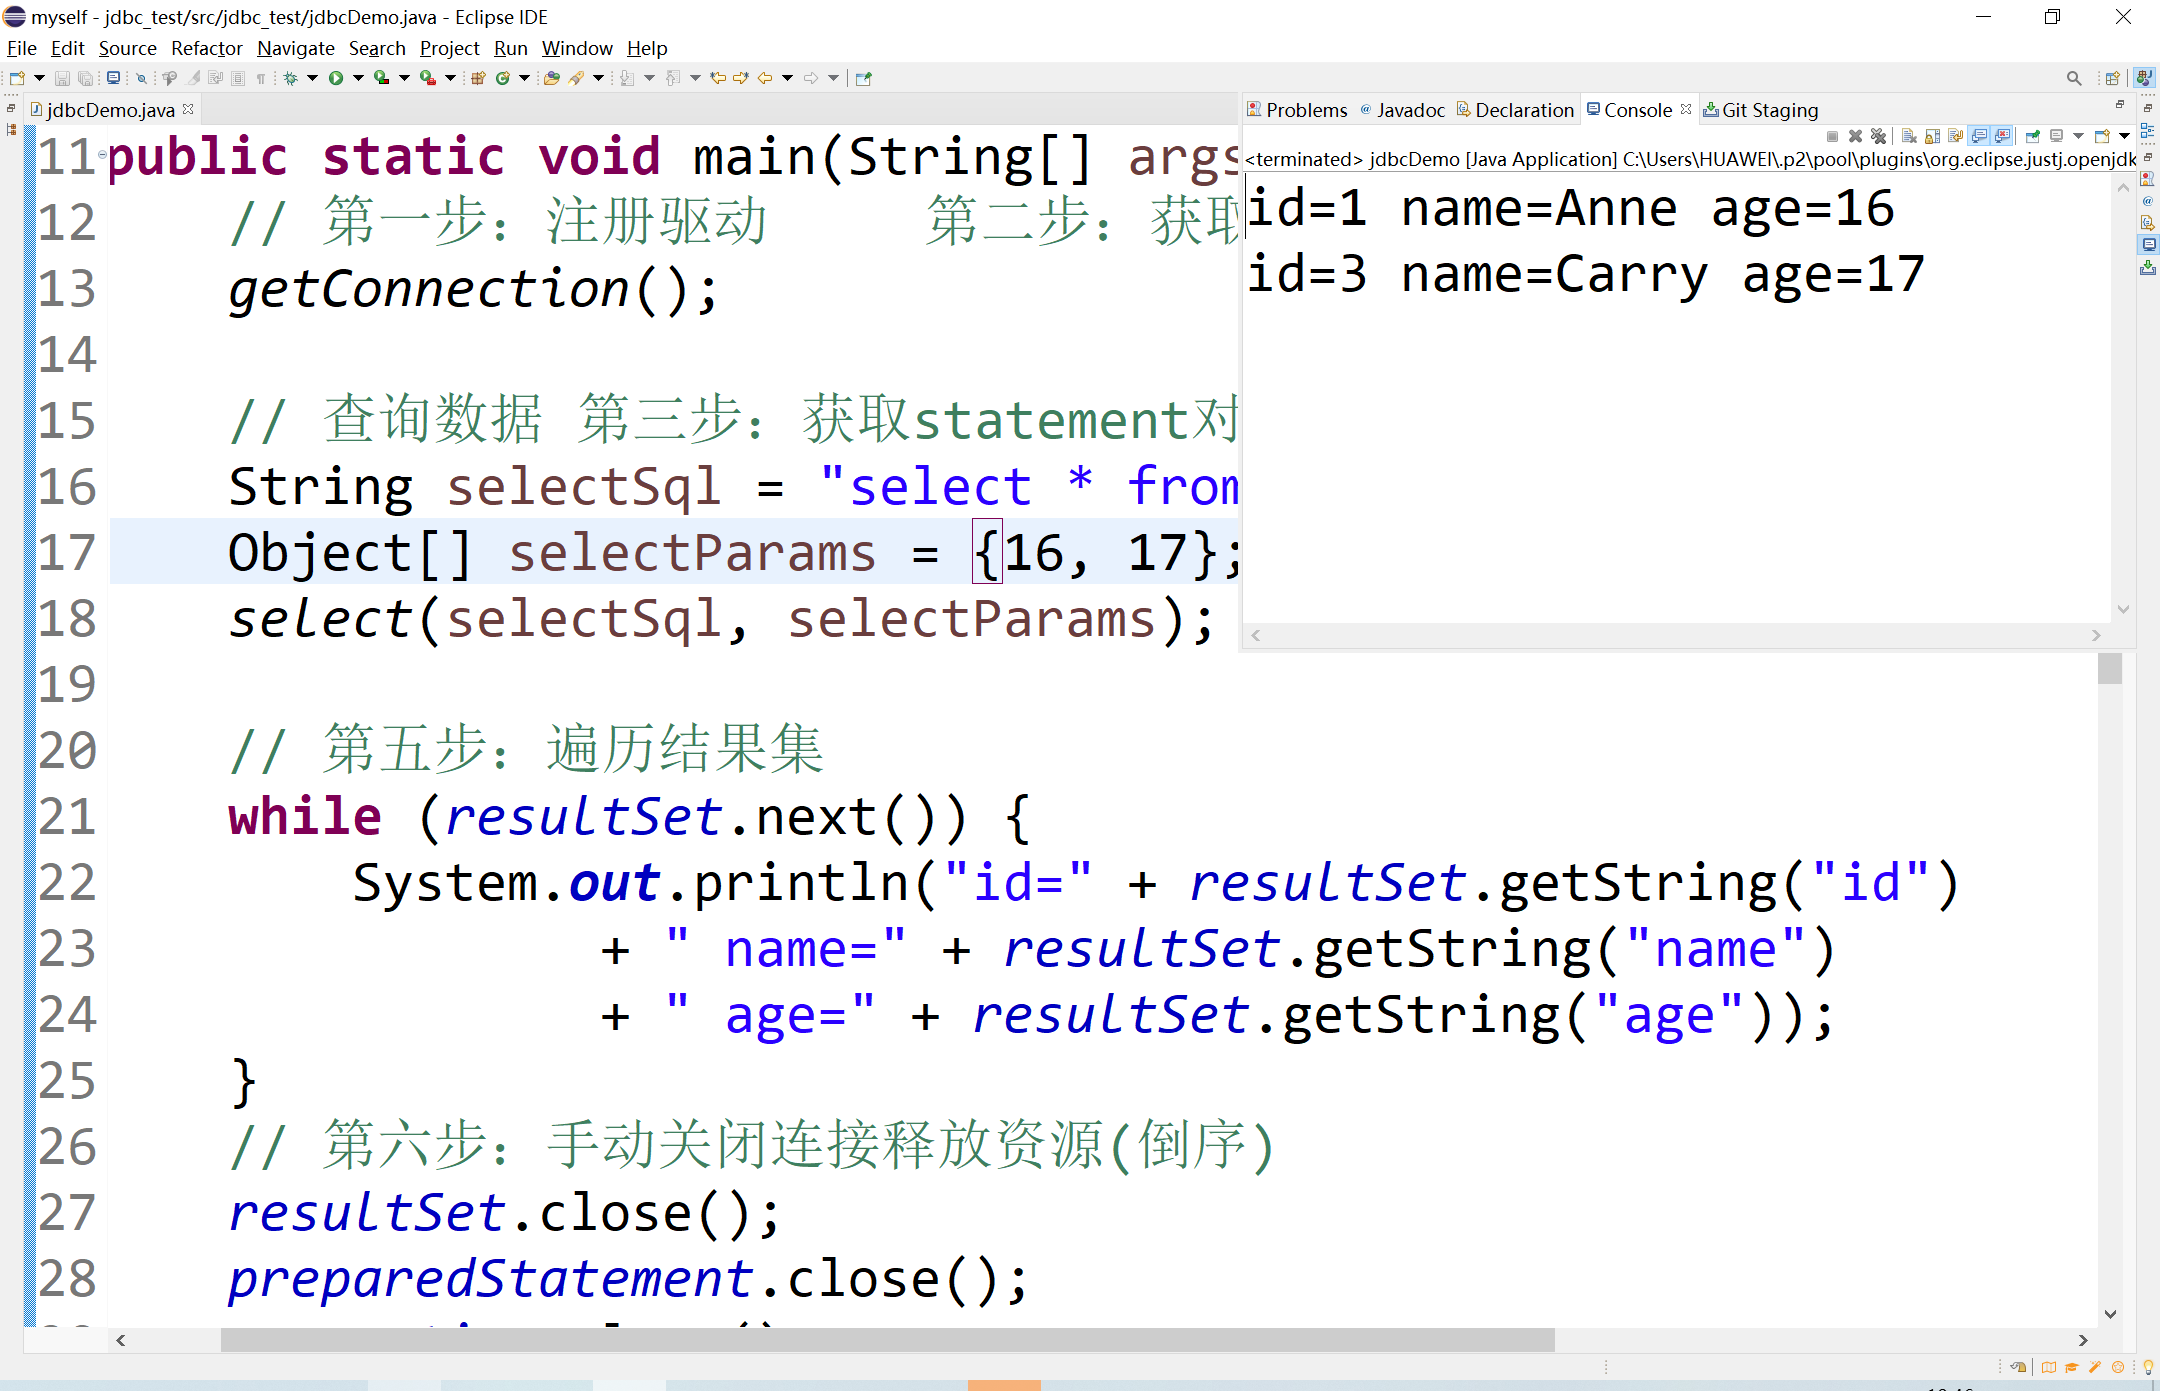 myself - jdbc_test/src/jdbc_test/jdbcDemo.java - Eclipse IDE
File Edit Source Refactor Navigate Search Project Run Window Help
jdbcDemo.java
11 public static void main(String[] args
12 // 第一步：注册驱动 第二步：获取
13 getConnection();
14
15 // 查询数据 第三步：获取statement对
16 String selectSql = "select * from
17 Object[] selectParams = {16, 17};
18 select(selectSql, selectParams);
19
20 // 第五步：遍历结果集
21 while (resultSet.next()) {
22 System.out.println("id=" + resultSet.getString("id")
23 + " name=" + resultSet.getString("name")
24 + " age=" + resultSet.getString("age"));
25 }
26 // 第六步：手动关闭连接释放资源(倒序)
27 resultSet.close();
28 preparedStatement.close();
Problems Javadoc Declaration Console Git Staging
<terminated> jdbcDemo [Java Application] C:\Users\HUAWEI\.p2\pool\plugins\org.eclipse.justj.openjdk
id=1 name=Anne age=16
id=3 name=Carry age=17